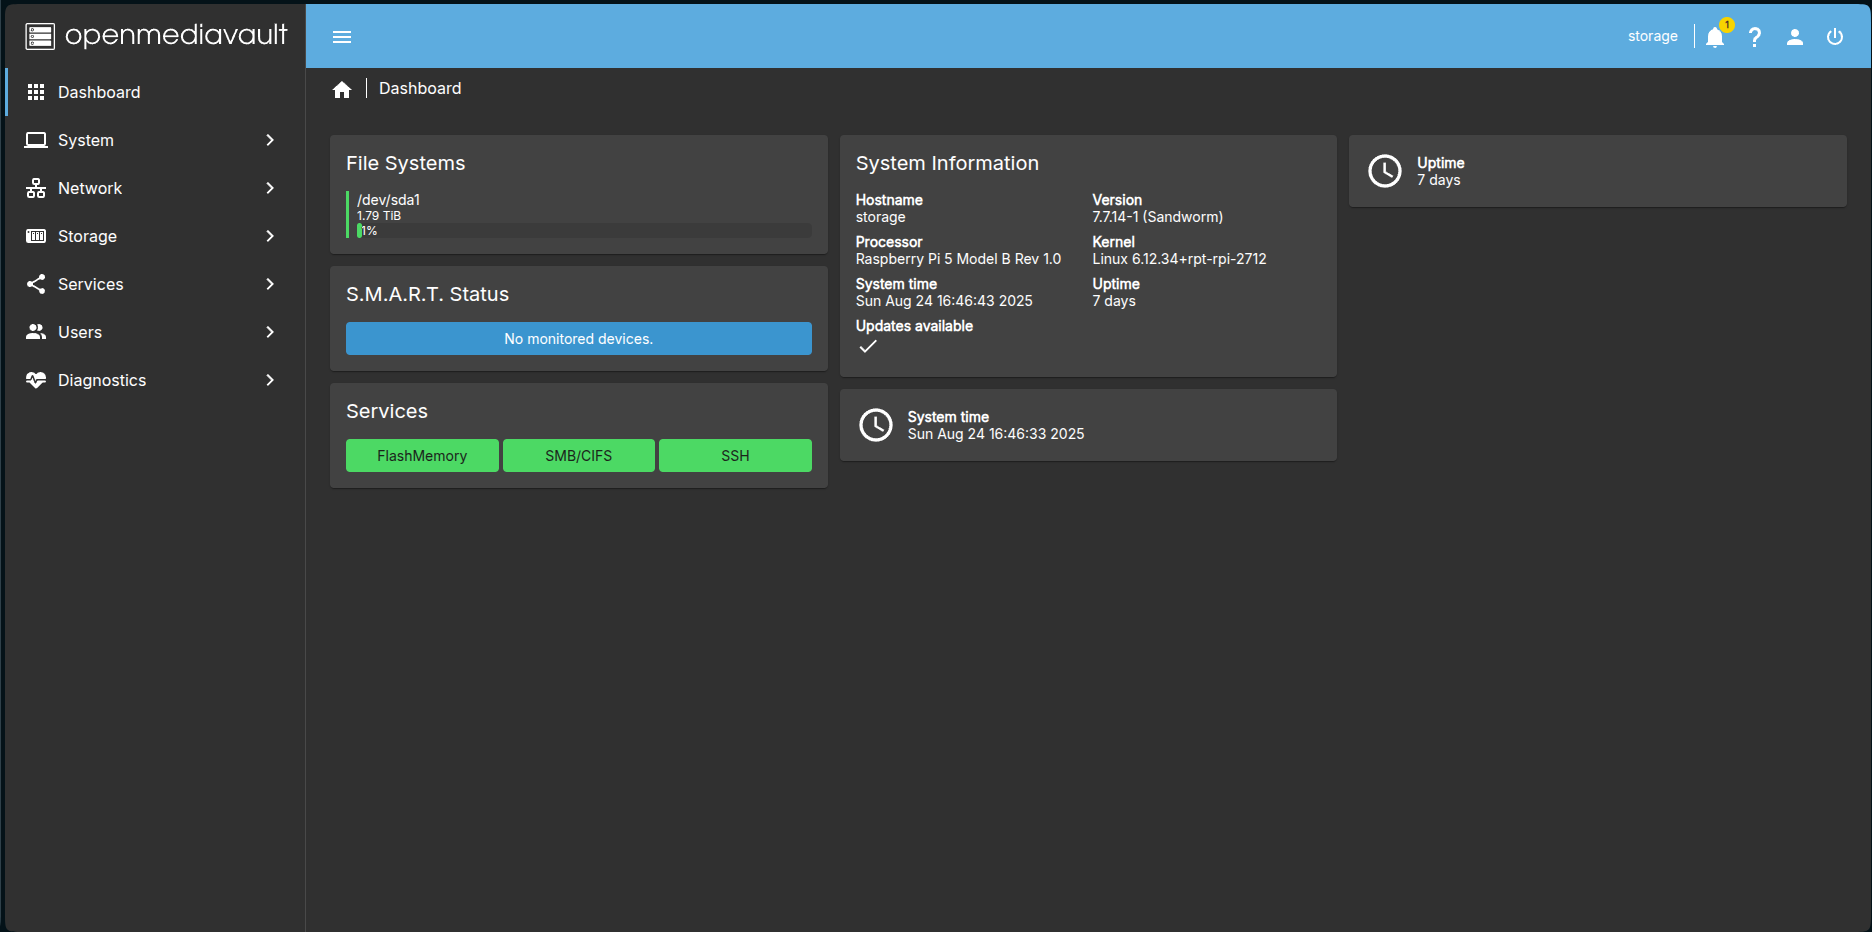 openmediavault
storage
1
Dashboard
System
Network
Storage
Services
Users
Diagnostics
Dashboard
File Systems
/dev/sda1
1.79 TIB
1%
S.M.A.R.T. Status
No monitored devices.
Services
FlashMemory SMB/CIFS SSH
System Information
Hostname Version
storage 7.7.14-1 (Sandworm)
Processor Kernel
Raspberry Pi 5 Model B Rev 1.0 Linux 6.12.34+rpt-rpi-2712
System time Uptime
Sun Aug 24 16:46:43 2025 7 days
Updates available
System time
Sun Aug 24 16:46:33 2025
Uptime
7 days